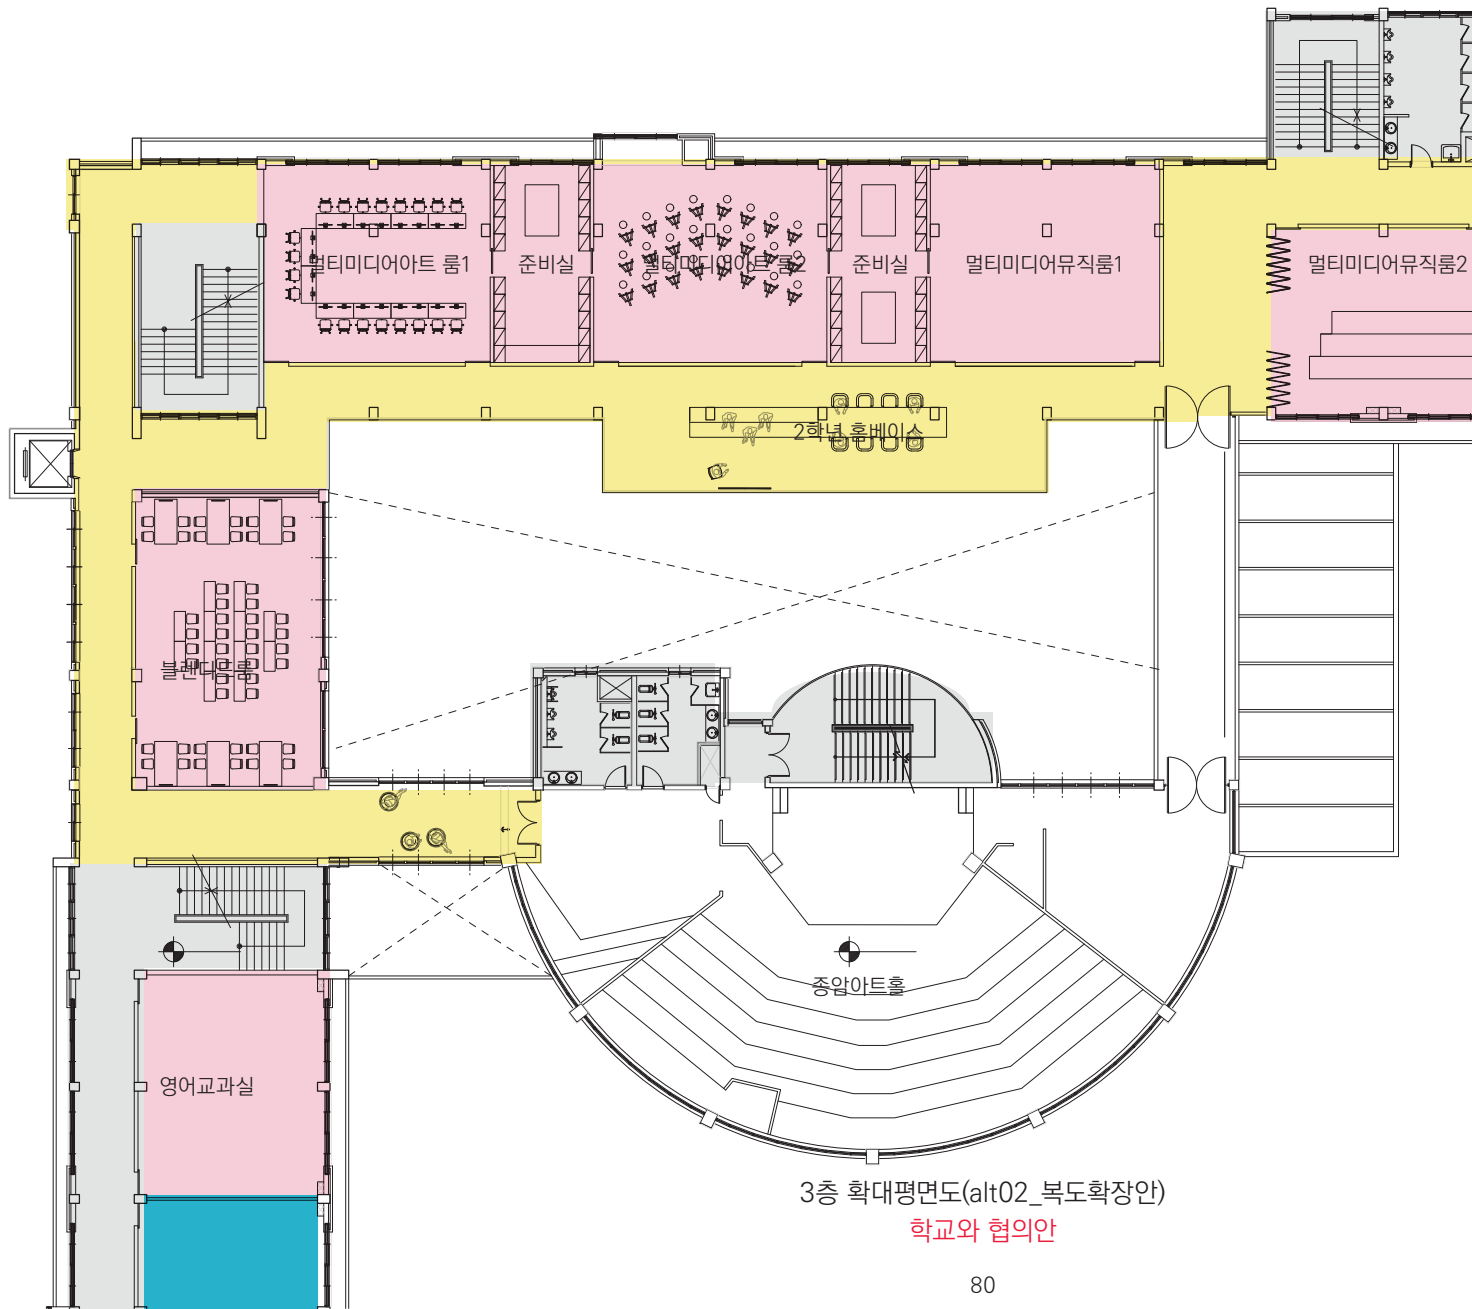 멀티미디어아트 룸1
준비실
멀티미디어아트 룸2
준비실
멀티미디어뮤직룸1
멀티미디어뮤직룸2
2학년 홈베이스
블렌디드룸
종암아트홀
영어교과실
3층 확대평면도(alt02_복도확장안)
학교와 협의안
80